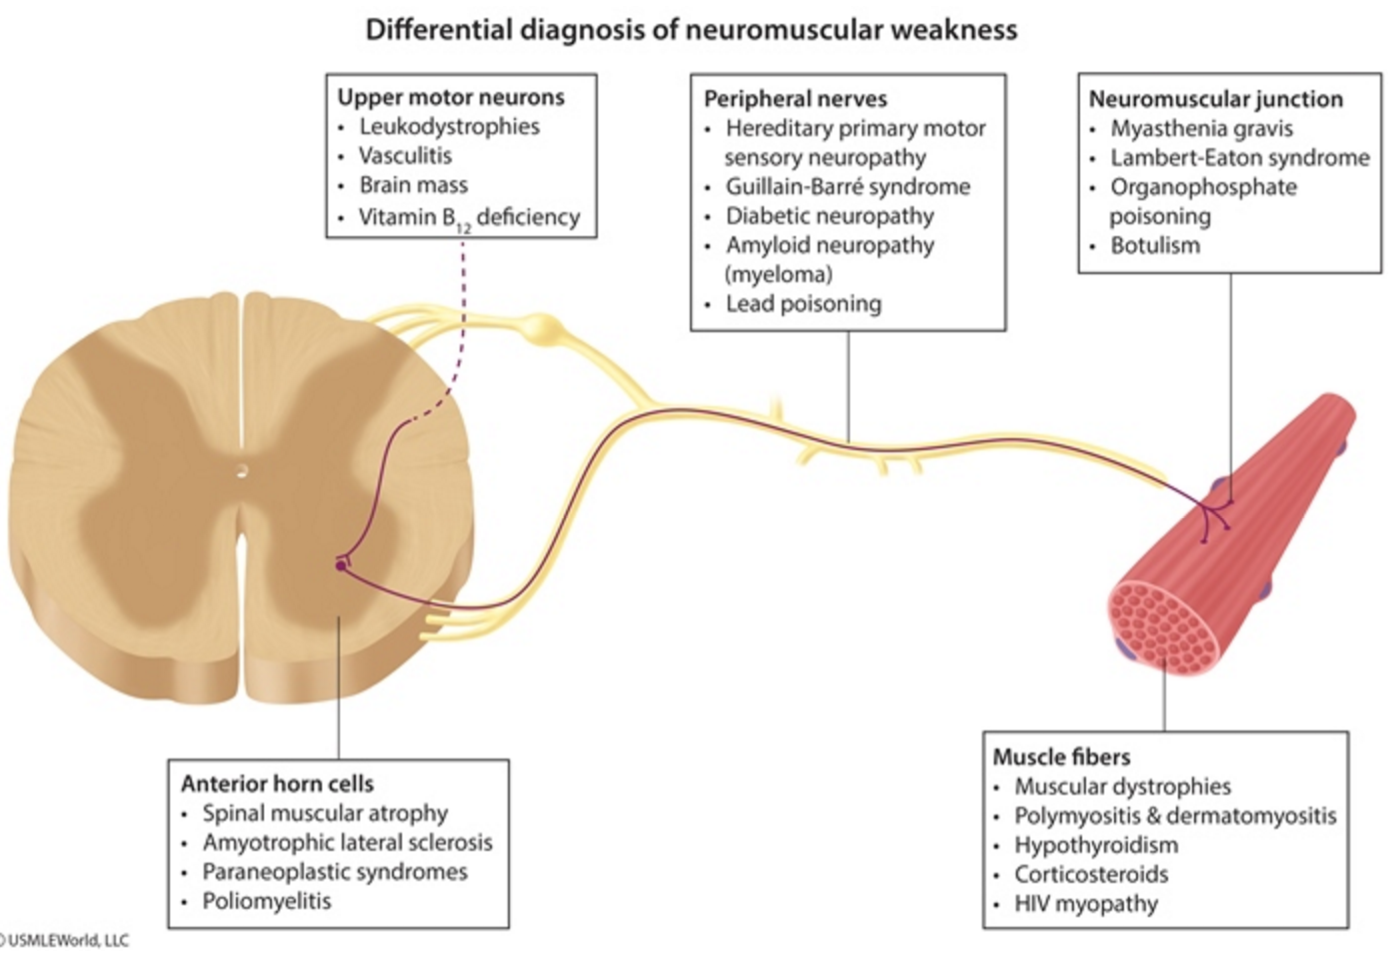 Differential diagnosis of neuromuscular weakness
Upper motor neurons
• Leukodystrophies
• Vasculitis
• Brain mass
• Vitamin B12 deficiency
Peripheral nerves
• Hereditary primary motor
sensory neuropathy
• Guillain-Barré syndrome
• Diabetic neuropathy
• Amyloid neuropathy
(myeloma)
• Lead poisoning
Neuromuscular junction
• Myasthenia gravis
• Lambert-Eaton syndrome
• Organophosphate
poisoning
• Botulism
Anterior horn cells
• Spinal muscular atrophy
• Amyotrophic lateral sclerosis
• Paraneoplastic syndromes
• Poliomyelitis
Muscle fibers
• Muscular dystrophies
• Polymyositis & dermatomyositis
• Hypothyroidism
• Corticosteroids
• HIV myopathy
© USMLEWorld, LLC